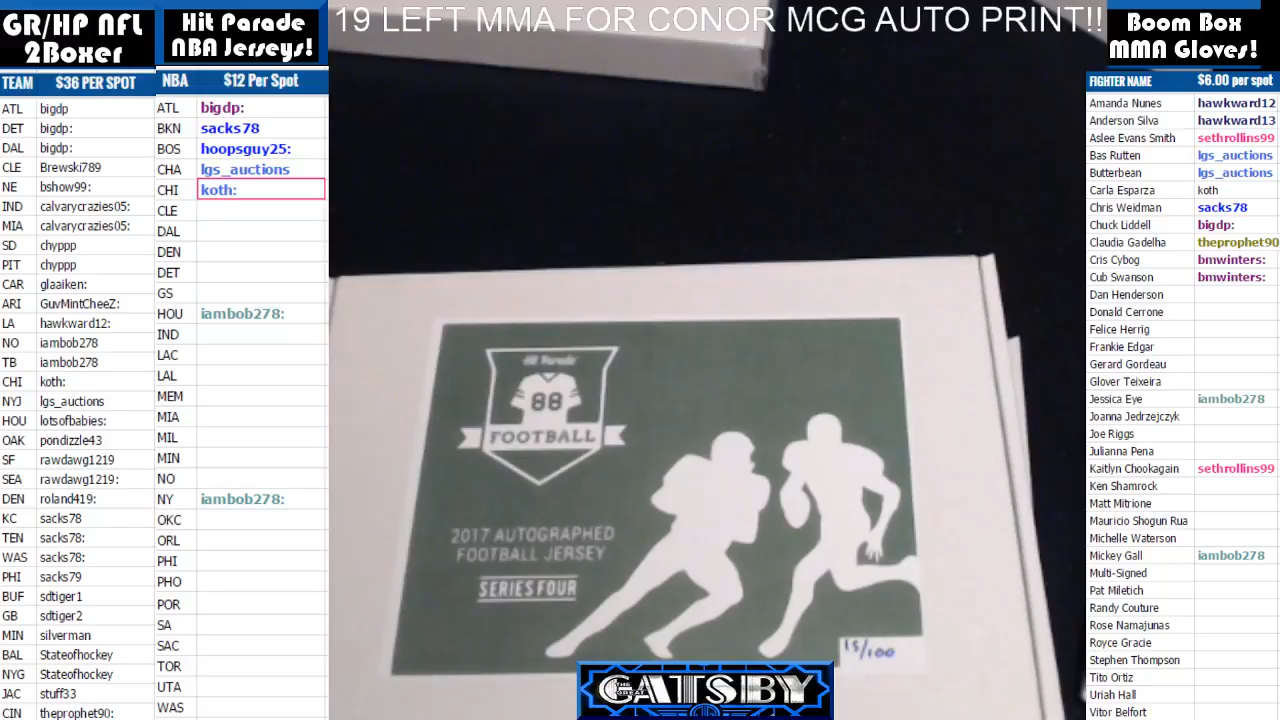 19 LEFT MMA FOR CONOR MCG AUTO PRINT!!
GR/HP NFL
2Boxer
TEAM $36 PER SPOT
ATL bigdp
DET bigdp:
DAL bigdp:
CLE Brewski789
NE bshow99:
IND calvarycrazies05:
MIA calvarycrazies05:
SD chyppp
PIT chyppp
CAR glaaiken:
ARI GuvMintCheeZ:
LA hawkward12:
NO iambob278
TB iambob278
CHI koth:
NYJ lgs_auctions
HOU lotsofbabies:
OAK pondizzle43
SF rawdawg1219
SEA rawdawg1219:
DEN roland419:
KC sacks78
TEN sacks78:
WAS sacks78:
PHI sacks79
BUF sdtiger1
GB sdtiger2
MIN silverman
BAL Stateofhockey
NYG Stateofhockey
JAC stuff33
CIN theprophet90:
Hit Parade
NBA Jerseys!
NBA $12 Per Spot
ATL bigdp:
BKN sacks78
BOS hoopsguy25:
CHA lgs_auctions
CHI koth:
CLE
DAL
DEN
DET
GS
HOU iambob278:
IND
LAC
LAL
MEM
MIA
MIL
MIN
NO
NY iambob278:
OKC
ORL
PHI
PHO
POR
SA
SAC
TOR
UTA
WAS
Hit Parade
88
FOOTBALL
2017 AUTOGRAPHED
FOOTBALL JERSEY
SERIES FOUR
15/100
THE GREAT
GATSBY
Boom Box
MMA Gloves!
FIGHTER NAME $6.00 per spot
Amanda Nunes hawkward12
Anderson Silva hawkward13
Aslee Evans Smith sethrollins99
Bas Rutten lgs_auctions
Butterbean lgs_auctions
Carla Esparza koth
Chris Weidman sacks78
Chuck Liddell bigdp:
Claudia Gadelha theprophet90
Cris Cybog bmwinters:
Cub Swanson bmwinters:
Dan Henderson
Donald Cerrone
Felice Herrig
Frankie Edgar
Gerard Gordeau
Glover Teixeira
Jessica Eye iambob278
Joanna Jedrzejczyk
Joe Riggs
Julianna Pena
Kaitlyn Chookagain sethrollins99
Ken Shamrock
Matt Mitrione
Mauricio Shogun Rua
Michelle Waterson
Mickey Gall iambob278
Multi-Signed
Pat Miletich
Randy Couture
Rose Namajunas
Royce Gracie
Stephen Thompson
Tito Ortiz
Uriah Hall
Vitor Belfort